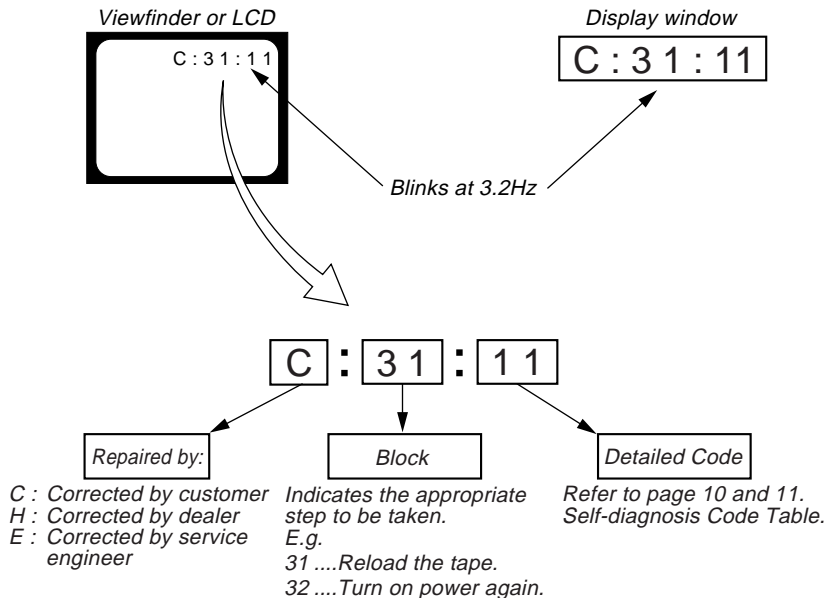 Viewfinder or LCD
Display window
C : 3 1 : 1 1
C : 3 1 : 11
Blinks at 3.2Hz
C : 3 1 : 1 1
Repaired by:
Block
Detailed Code
C : Corrected by customer
H : Corrected by dealer
E : Corrected by service
engineer
Indicates the appropriate
step to be taken.
E.g.
31 ....Reload the tape.
32 ....Turn on power again.
Refer to page 10 and 11.
Self-diagnosis Code Table.